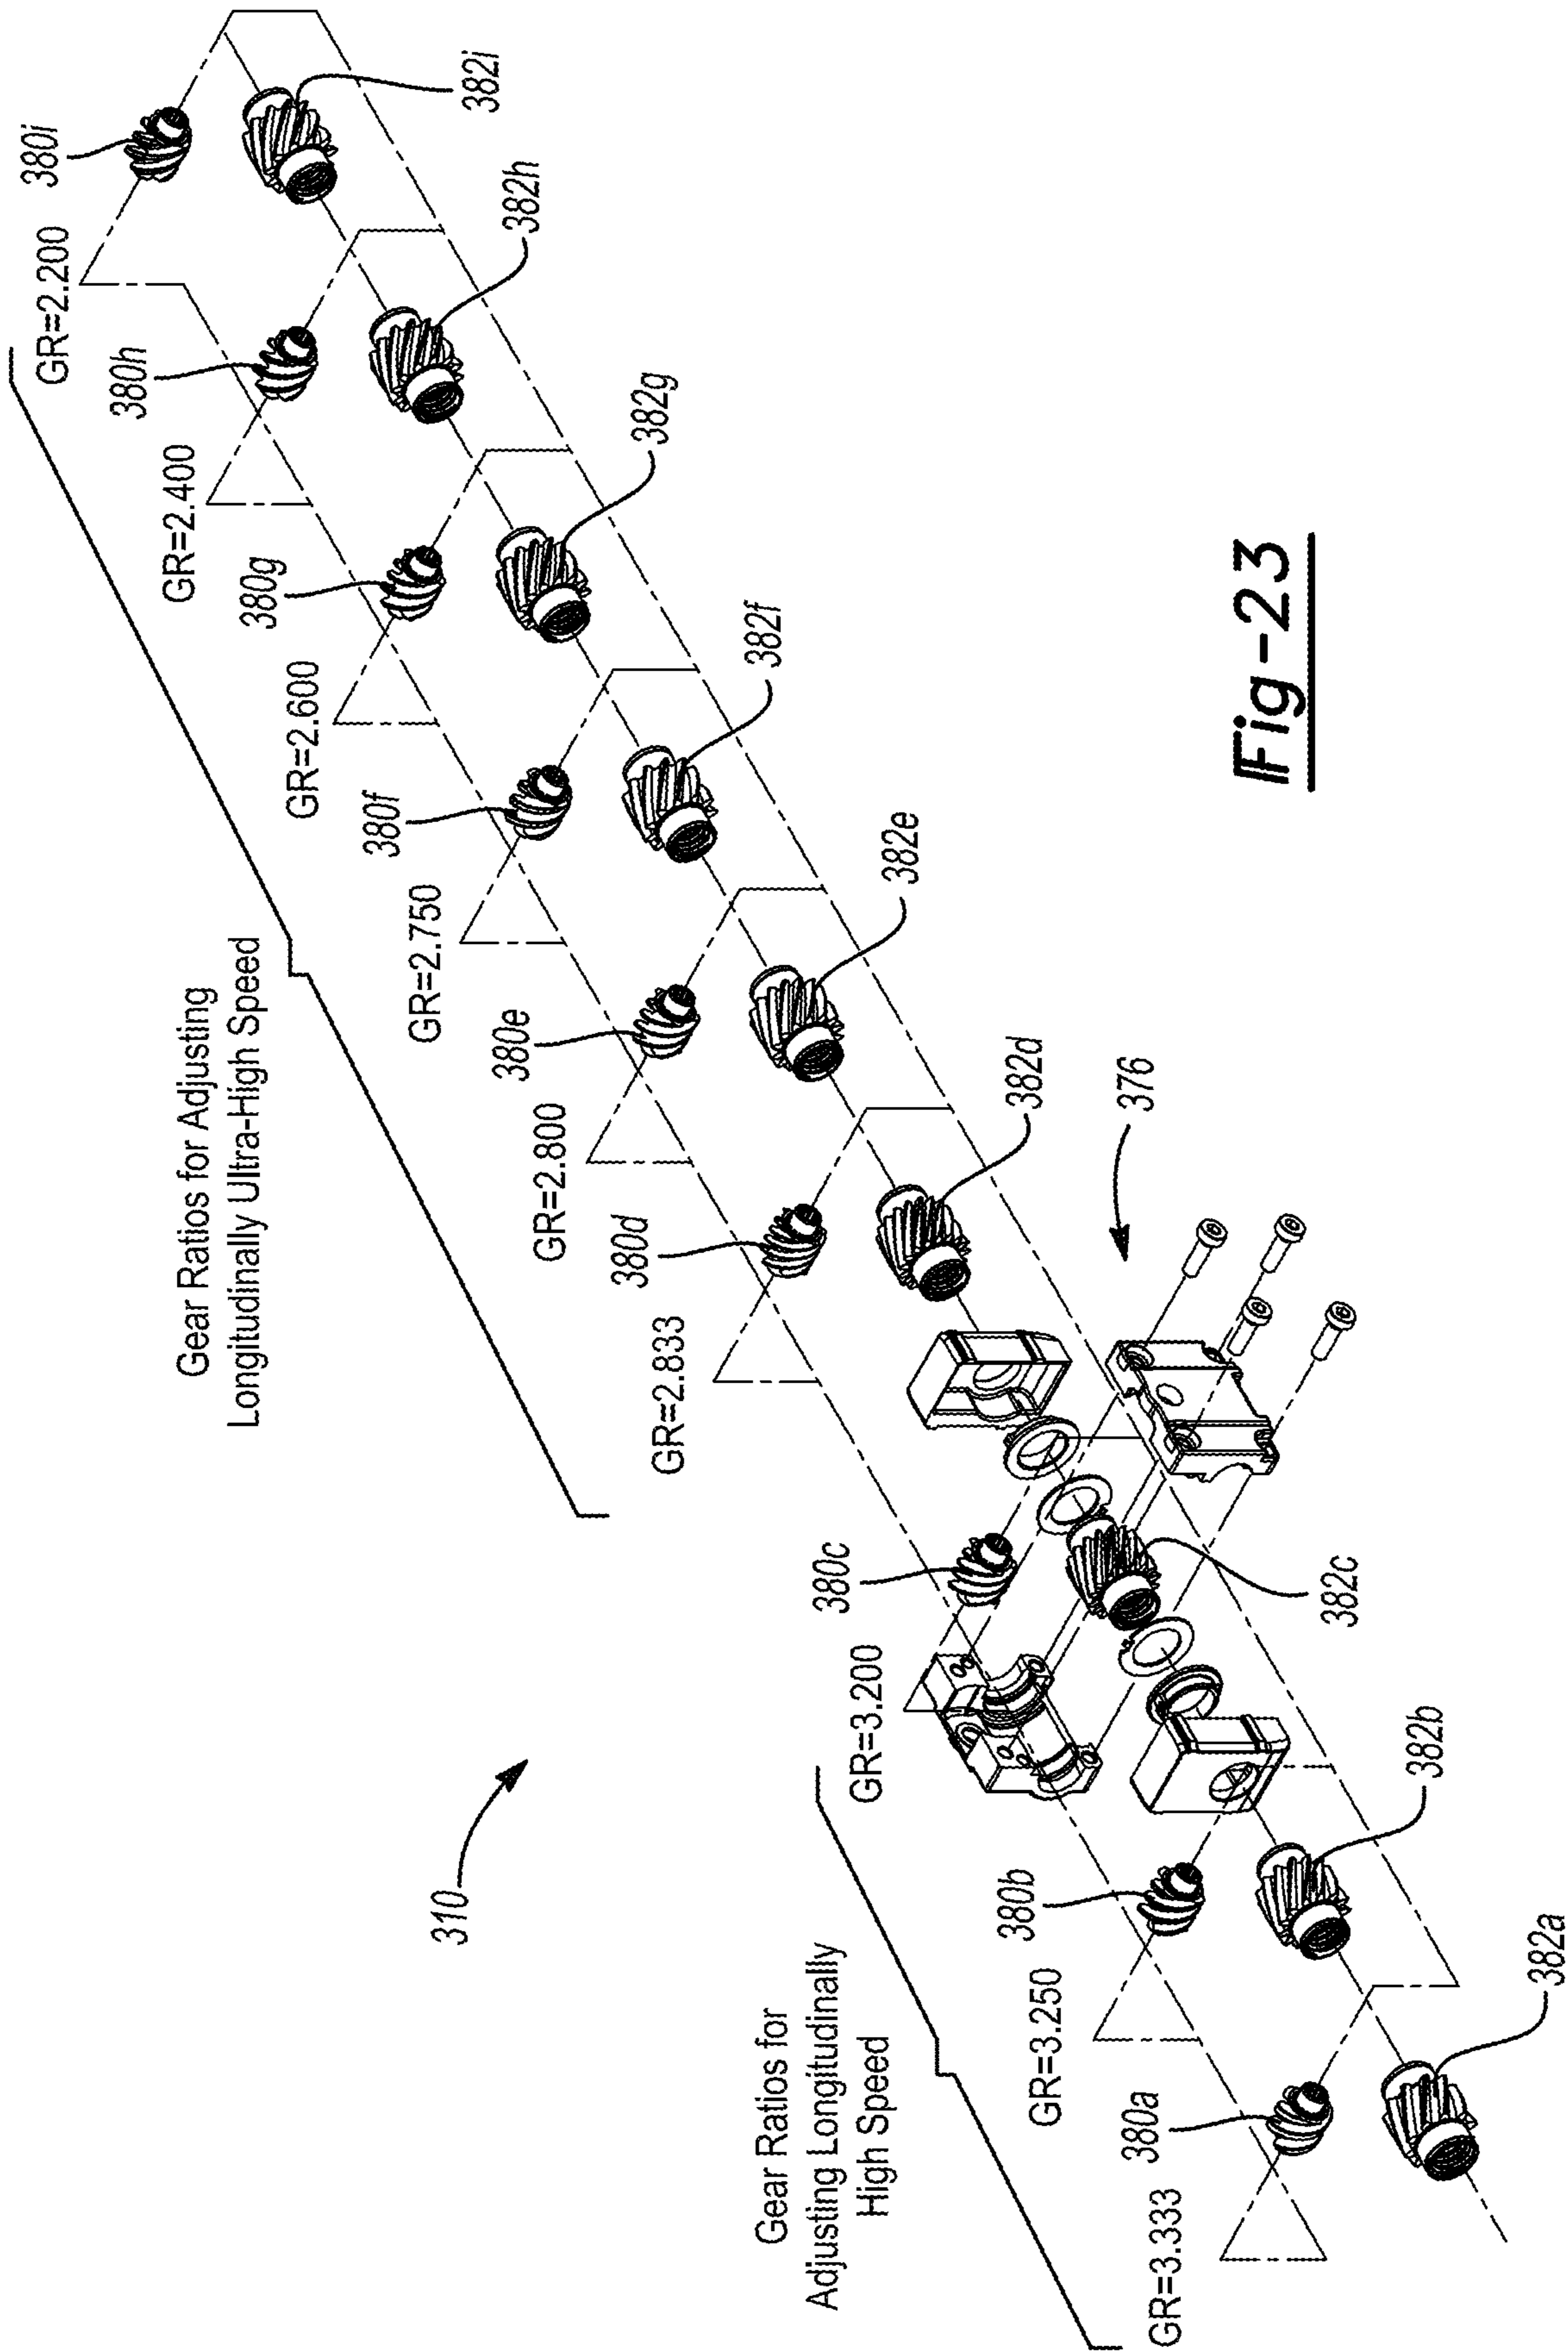 Gear Ratios for Adjusting
Longitudinally Ultra-High Speed
GR=2.200
380i
382i
GR=2.400
380h
382h
GR=2.600
380g
382g
GR=2.750
380f
382f
GR=2.800
380e
382e
GR=2.833
380d
382d
376
310
Gear Ratios for
Adjusting Longitudinally
High Speed
GR=3.200
380c
382c
GR=3.250
380b
382b
GR=3.333
380a
382a
Fig-23